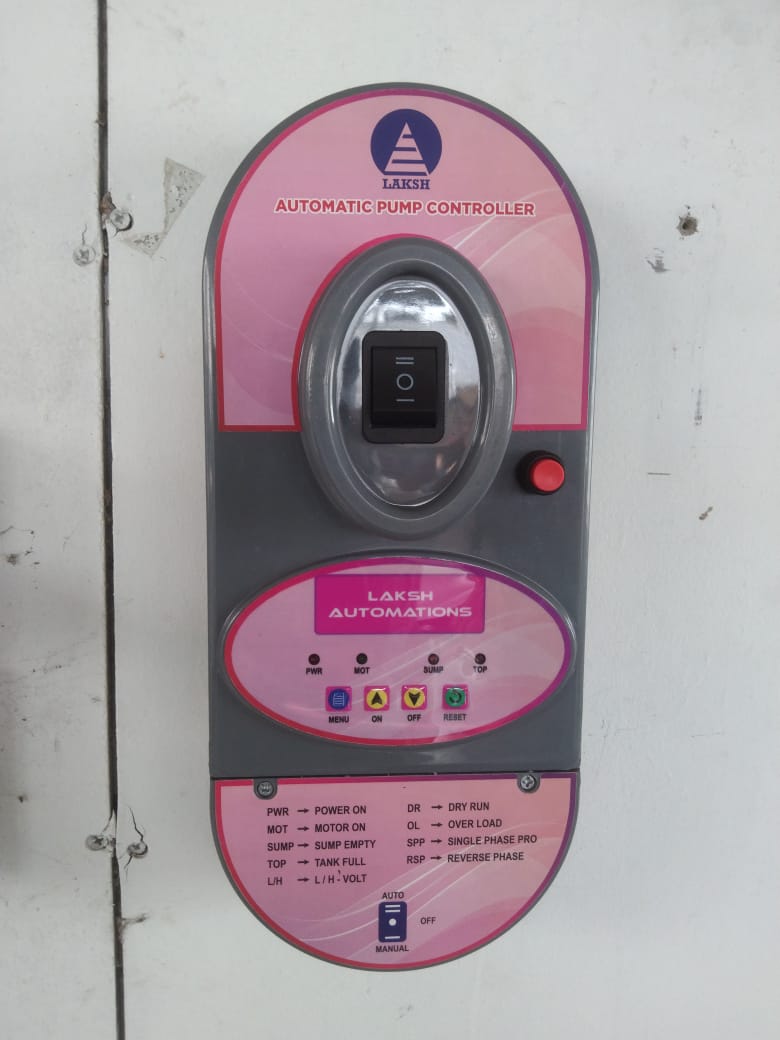 LAKSH
AUTOMATIC PUMP CONTROLLER
LAKSH
AUTOMATIONS
PWR MOT SUMP TOP
MENU ON OFF RESET
PWR → POWER ON
MOT → MOTOR ON
SUMP → SUMP EMPTY
TOP → TANK FULL
L/H → L / H - VOLT
DR → DRY RUN
OL → OVER LOAD
SPP → SINGLE PHASE PRO
RSP → REVERSE PHASE
AUTO
OFF
MANUAL